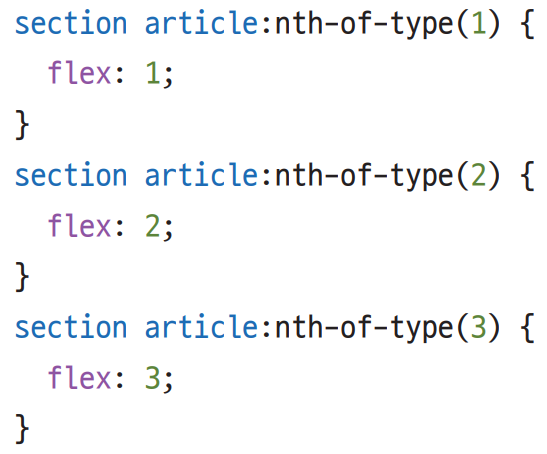 section article:nth-of-type(1) {
  flex: 1;
}
section article:nth-of-type(2) {
  flex: 2;
}
section article:nth-of-type(3) {
  flex: 3;
}